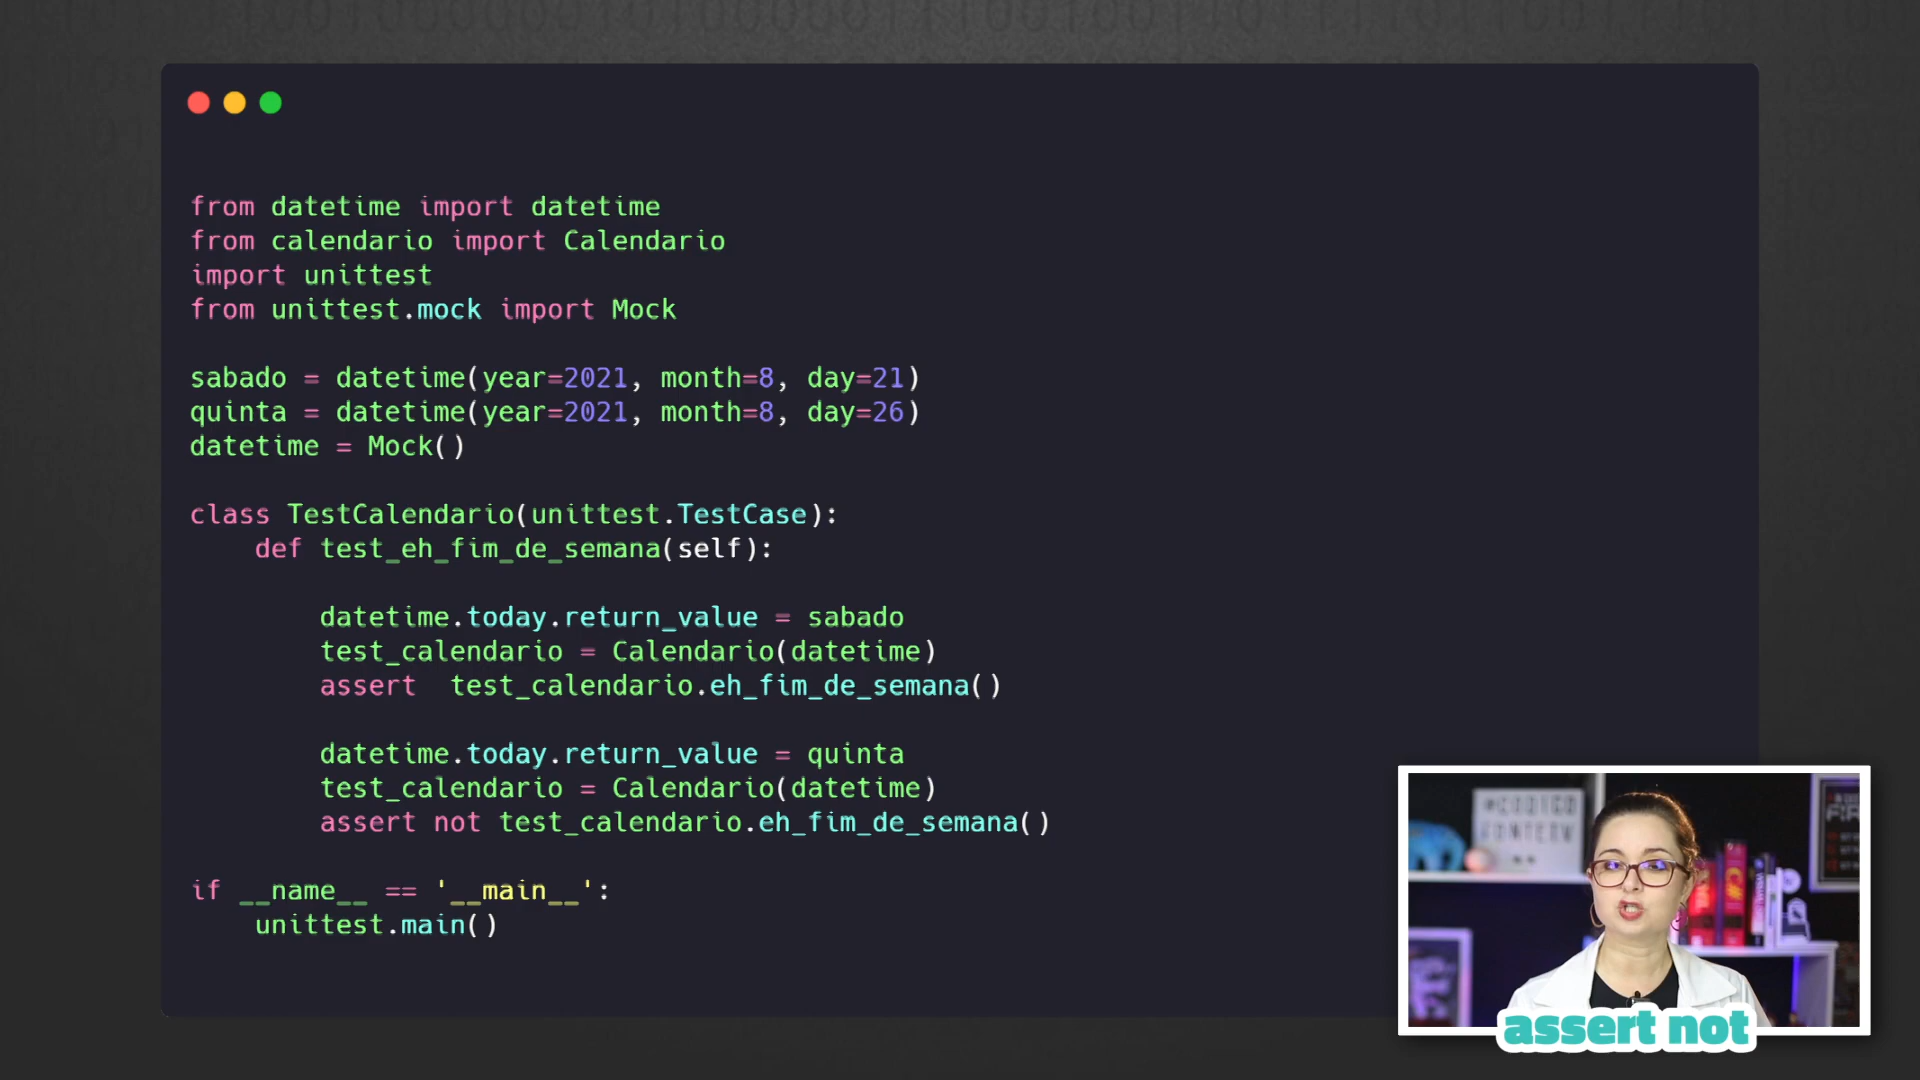 from datetime import datetime
from calendario import Calendario
import unittest
from unittest.mock import Mock
sabado = datetime(year=2021, month=8, day=21)
quinta = datetime(year=2021, month=8, day=26)
datetime = Mock()
class TestCalendario(unittest.TestCase):
def test_eh_fim_de_semana(self):
datetime.today.return_value = sabado
test_calendario = Calendario(datetime)
assert  test_calendario.eh_fim_de_semana()
datetime.today.return_value = quinta
test_calendario = Calendario(datetime)
assert not test_calendario.eh_fim_de_semana()
if __name__ == '__main__':
unittest.main()
#CODIGO
assert not